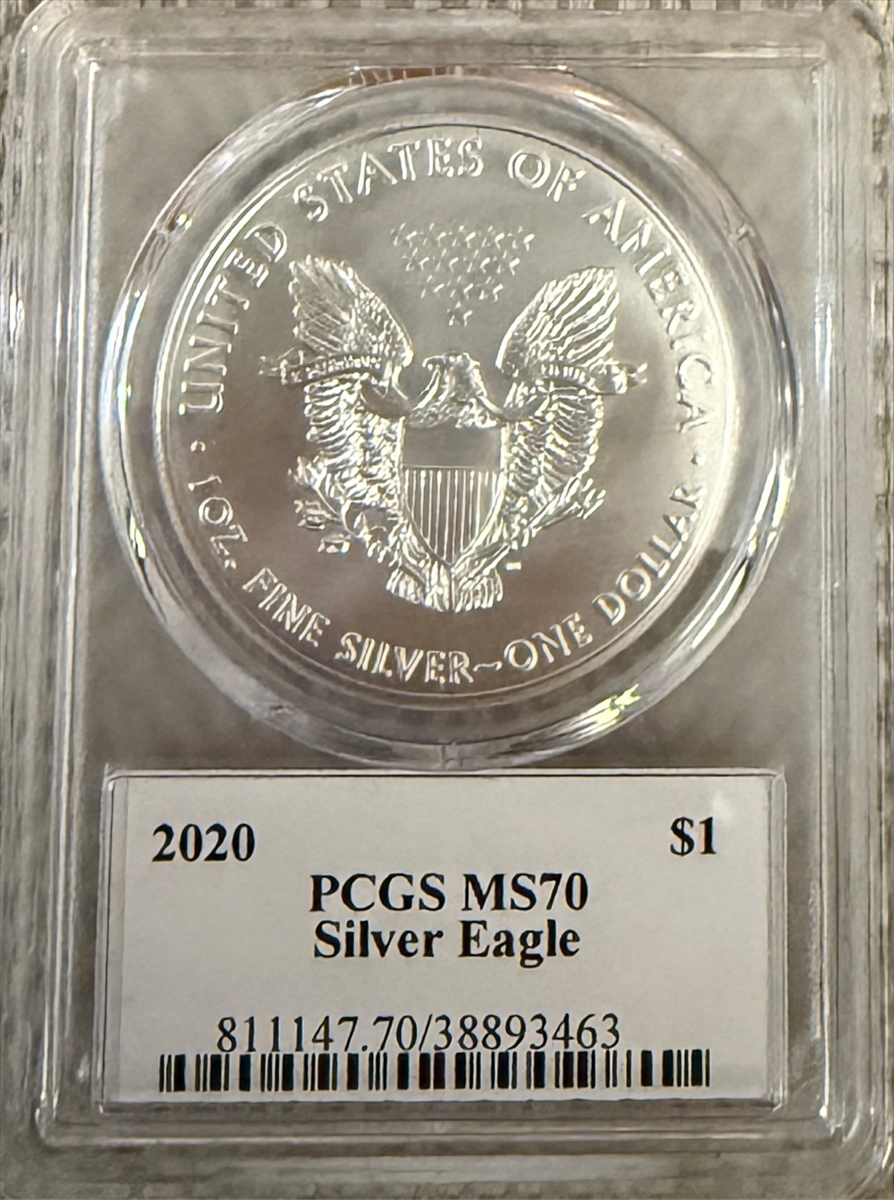 UNITED STATES OF AMERICA
1 OZ. FINE SILVER~ONE DOLLAR
2020 $1
PCGS MS70
Silver Eagle
811147.70/38893463